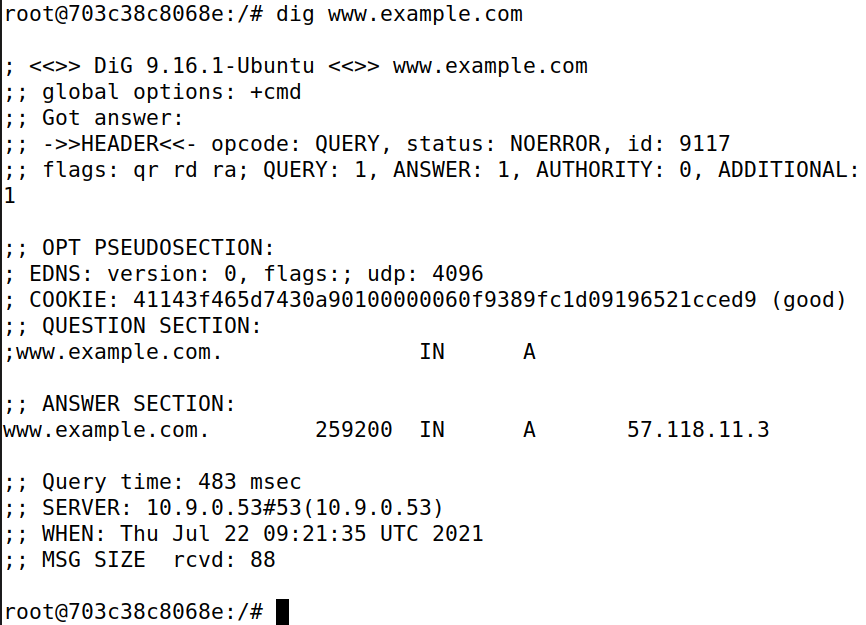 root@703c38c8068e:/# dig www.example.com
; <<>> DiG 9.16.1-Ubuntu <<>> www.example.com
;; global options: +cmd
;; Got answer:
;; ->>HEADER<<- opcode: QUERY, status: NOERROR, id: 9117
;; flags: qr rd ra; QUERY: 1, ANSWER: 1, AUTHORITY: 0, ADDITIONAL:
1
;; OPT PSEUDOSECTION:
; EDNS: version: 0, flags:; udp: 4096
; COOKIE: 41143f465d7430a90100000060f9389fc1d09196521cced9 (good)
;; QUESTION SECTION:
;www.example.com.               IN      A
;; ANSWER SECTION:
www.example.com.        259200  IN      A       57.118.11.3
;; Query time: 483 msec
;; SERVER: 10.9.0.53#53(10.9.0.53)
;; WHEN: Thu Jul 22 09:21:35 UTC 2021
;; MSG SIZE  rcvd: 88
root@703c38c8068e:/#